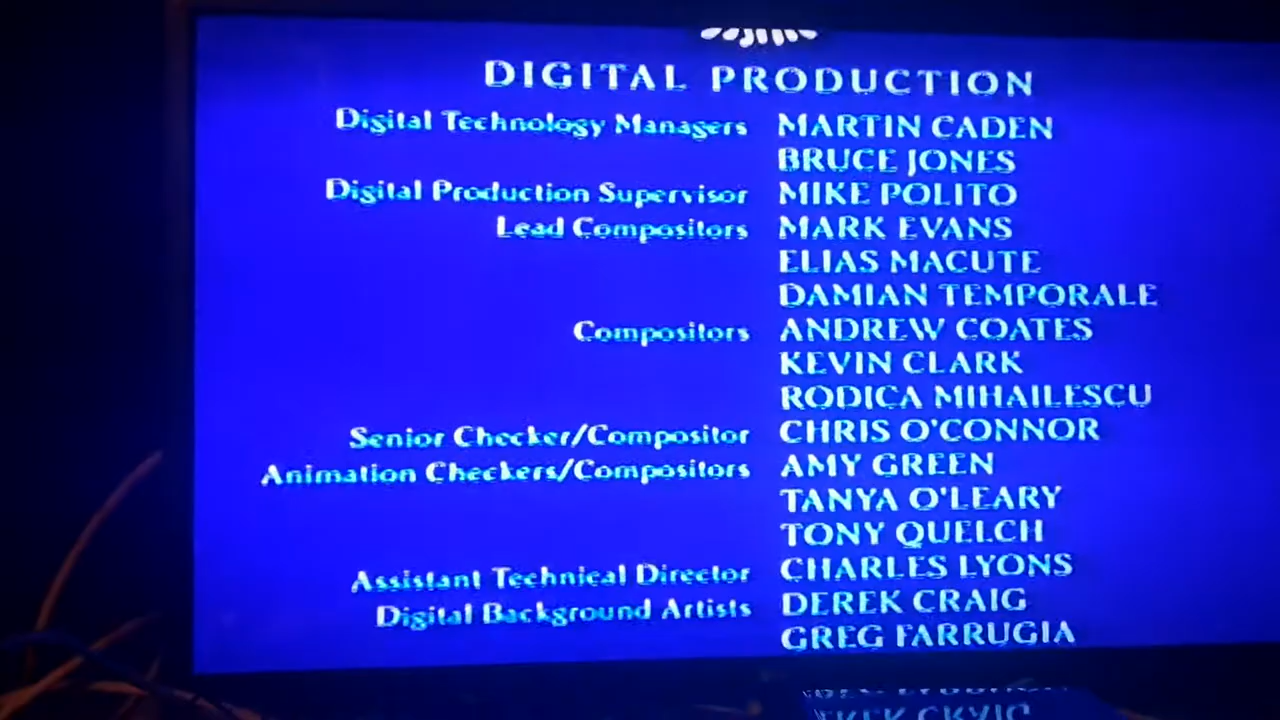 DIGITAL PRODUCTION
Digital Technology Managers MARTIN CADEN
BRUCE JONES
Digital Production Supervisor MIKE POLITO
Lead Compositors MARK EVANS
ELIAS MACUTE
DAMIAN TEMPORALE
Compositors ANDREW COATES
KEVIN CLARK
RODICA MIHAILESCU
Senior Checker/Compositor CHRIS O'CONNOR
Animation Checkers/Compositors AMY GREEN
TANYA O'LEARY
TONY QUELCH
Assistant Technical Director CHARLES LYONS
Digital Background Artists DEREK CRAIG
GREG FARRUGIA